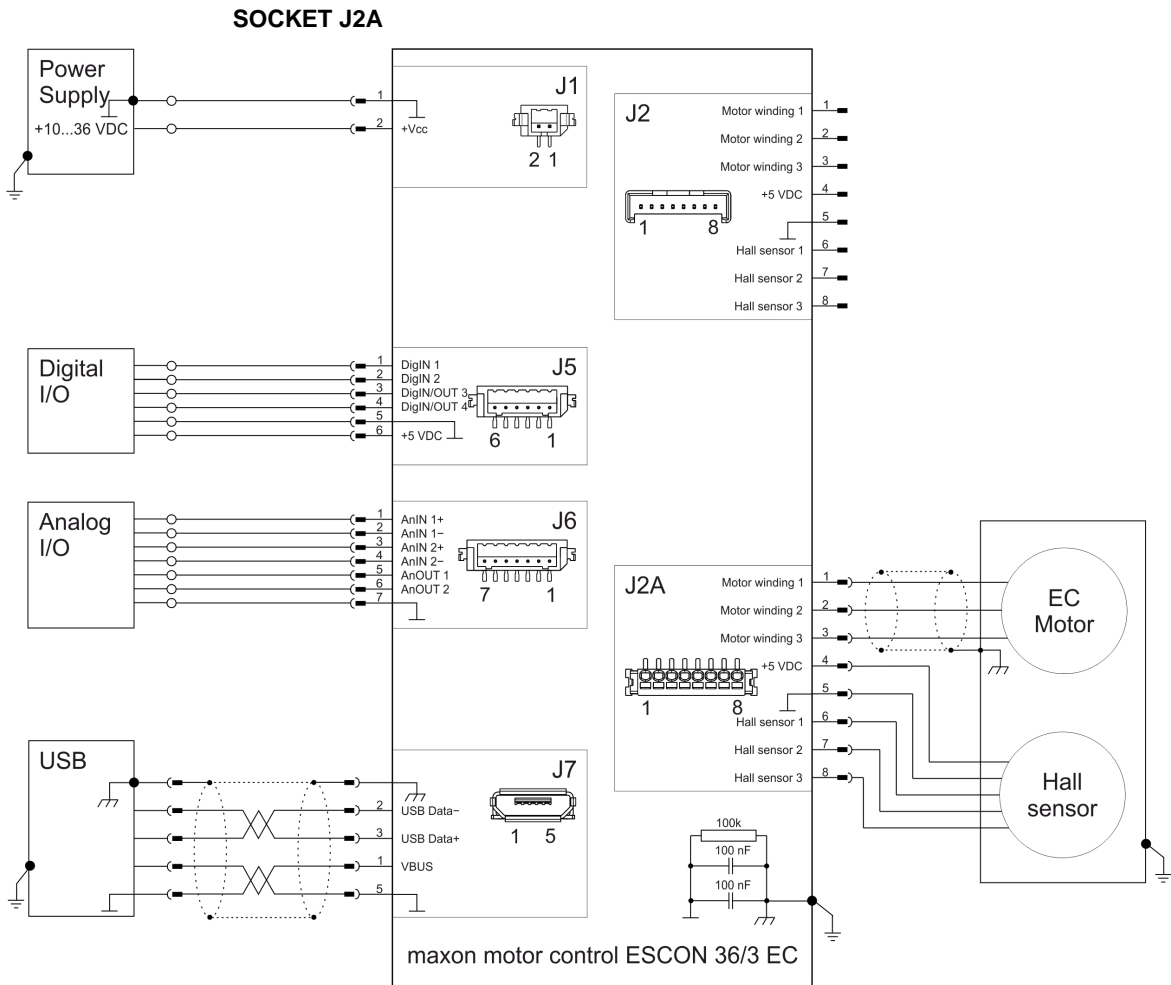 SOCKET J2A
Power
Supply
+10...36 VDC
1
2
+Vcc
J1
2 1
J2
1 8
Motor winding 1
1
Motor winding 2
2
Motor winding 3
3
+5 VDC
4
5
Hall sensor 1
6
Hall sensor 2
7
Hall sensor 3
8
Digital
I/O
1
DigIN 1
2
DigIN 2
3
DigIN/OUT 3
4
DigIN/OUT 4
5
6
+5 VDC
J5
6 1
Analog
I/O
1
AnIN 1+
2
AnIN 1−
3
AnIN 2+
4
AnIN 2−
5
AnOUT 1
6
AnOUT 2
7
J6
7 1
J2A
1 8
Motor winding 1
1
Motor winding 2
2
Motor winding 3
3
+5 VDC
4
5
Hall sensor 1
6
Hall sensor 2
7
Hall sensor 3
8
EC
Motor
Hall
sensor
USB
2
USB Data−
3
USB Data+
1
VBUS
5
J7
1 5
100k
100 nF
100 nF
maxon motor control ESCON 36/3 EC